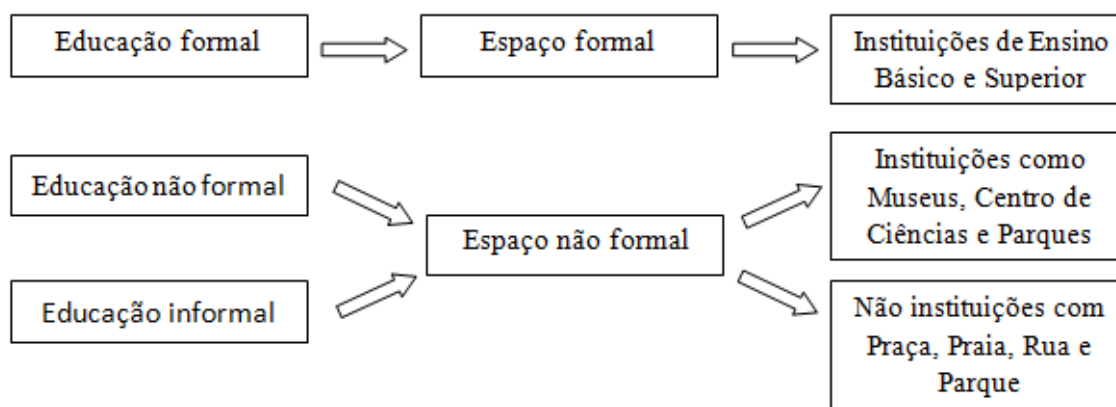 Educação formal
Espaço formal
Instituições de Ensino
Básico e Superior
Educação não formal
Educação informal
Espaço não formal
Instituições como
Museus, Centro de
Ciências e Parques
Não instituições com
Praça, Praia, Rua e
Parque